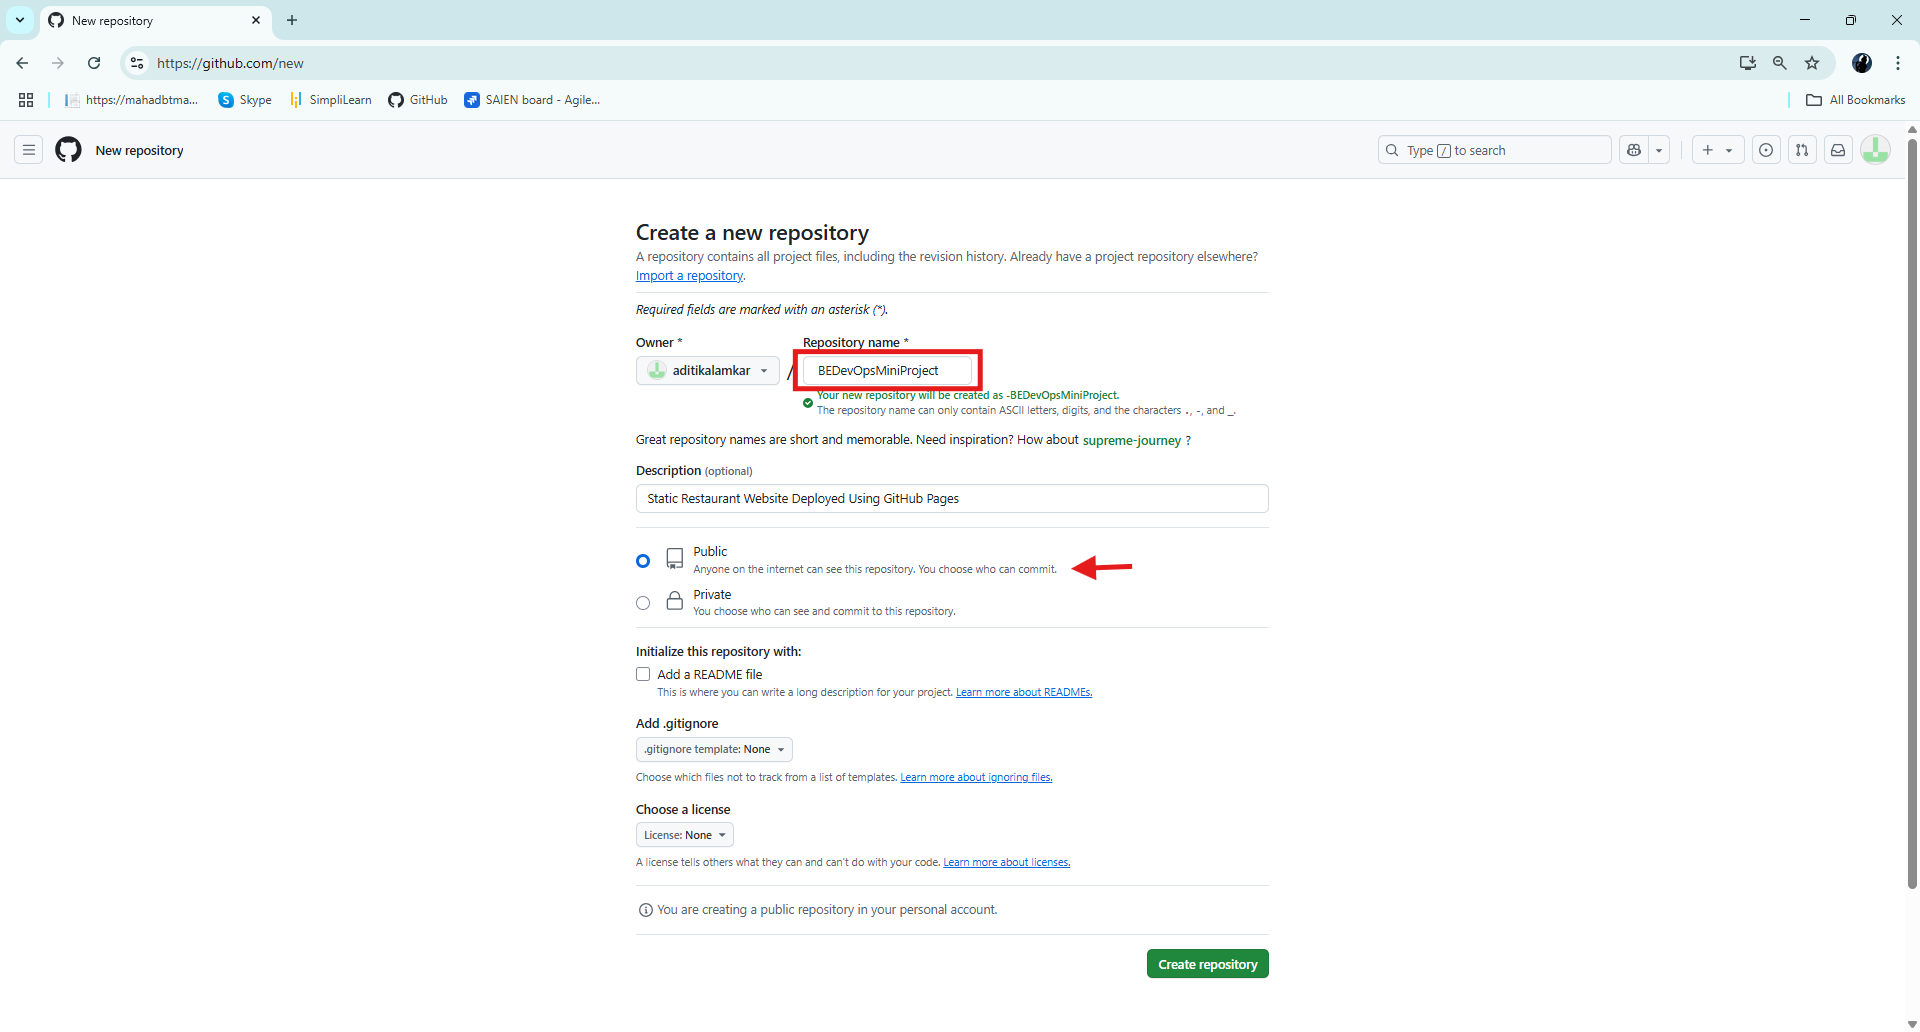 New repository
https://github.com/new
https://mahadbtma...
Skype
SimpliLearn
GitHub
SAIEN board - Agile...
All Bookmarks
New repository
Type / to search
Create a new repository
A repository contains all project files, including the revision history. Already have a project repository elsewhere?
Import a repository.
Required fields are marked with an asterisk (*).
Owner *
Repository name *
aditikalamkar
/
BEDevOpsMiniProject
Your new repository will be created as -BEDevOpsMiniProject.
The repository name can only contain ASCII letters, digits, and the characters ., -, and _.
Great repository names are short and memorable. Need inspiration? How about supreme-journey ?
Description (optional)
Static Restaurant Website Deployed Using GitHub Pages
Public
Anyone on the internet can see this repository. You choose who can commit.
Private
You choose who can see and commit to this repository.
Initialize this repository with:
Add a README file
This is where you can write a long description for your project. Learn more about READMEs.
Add .gitignore
.gitignore template: None
Choose which files not to track from a list of templates. Learn more about ignoring files.
Choose a license
License: None
A license tells others what they can and can't do with your code. Learn more about licenses.
You are creating a public repository in your personal account.
Create repository